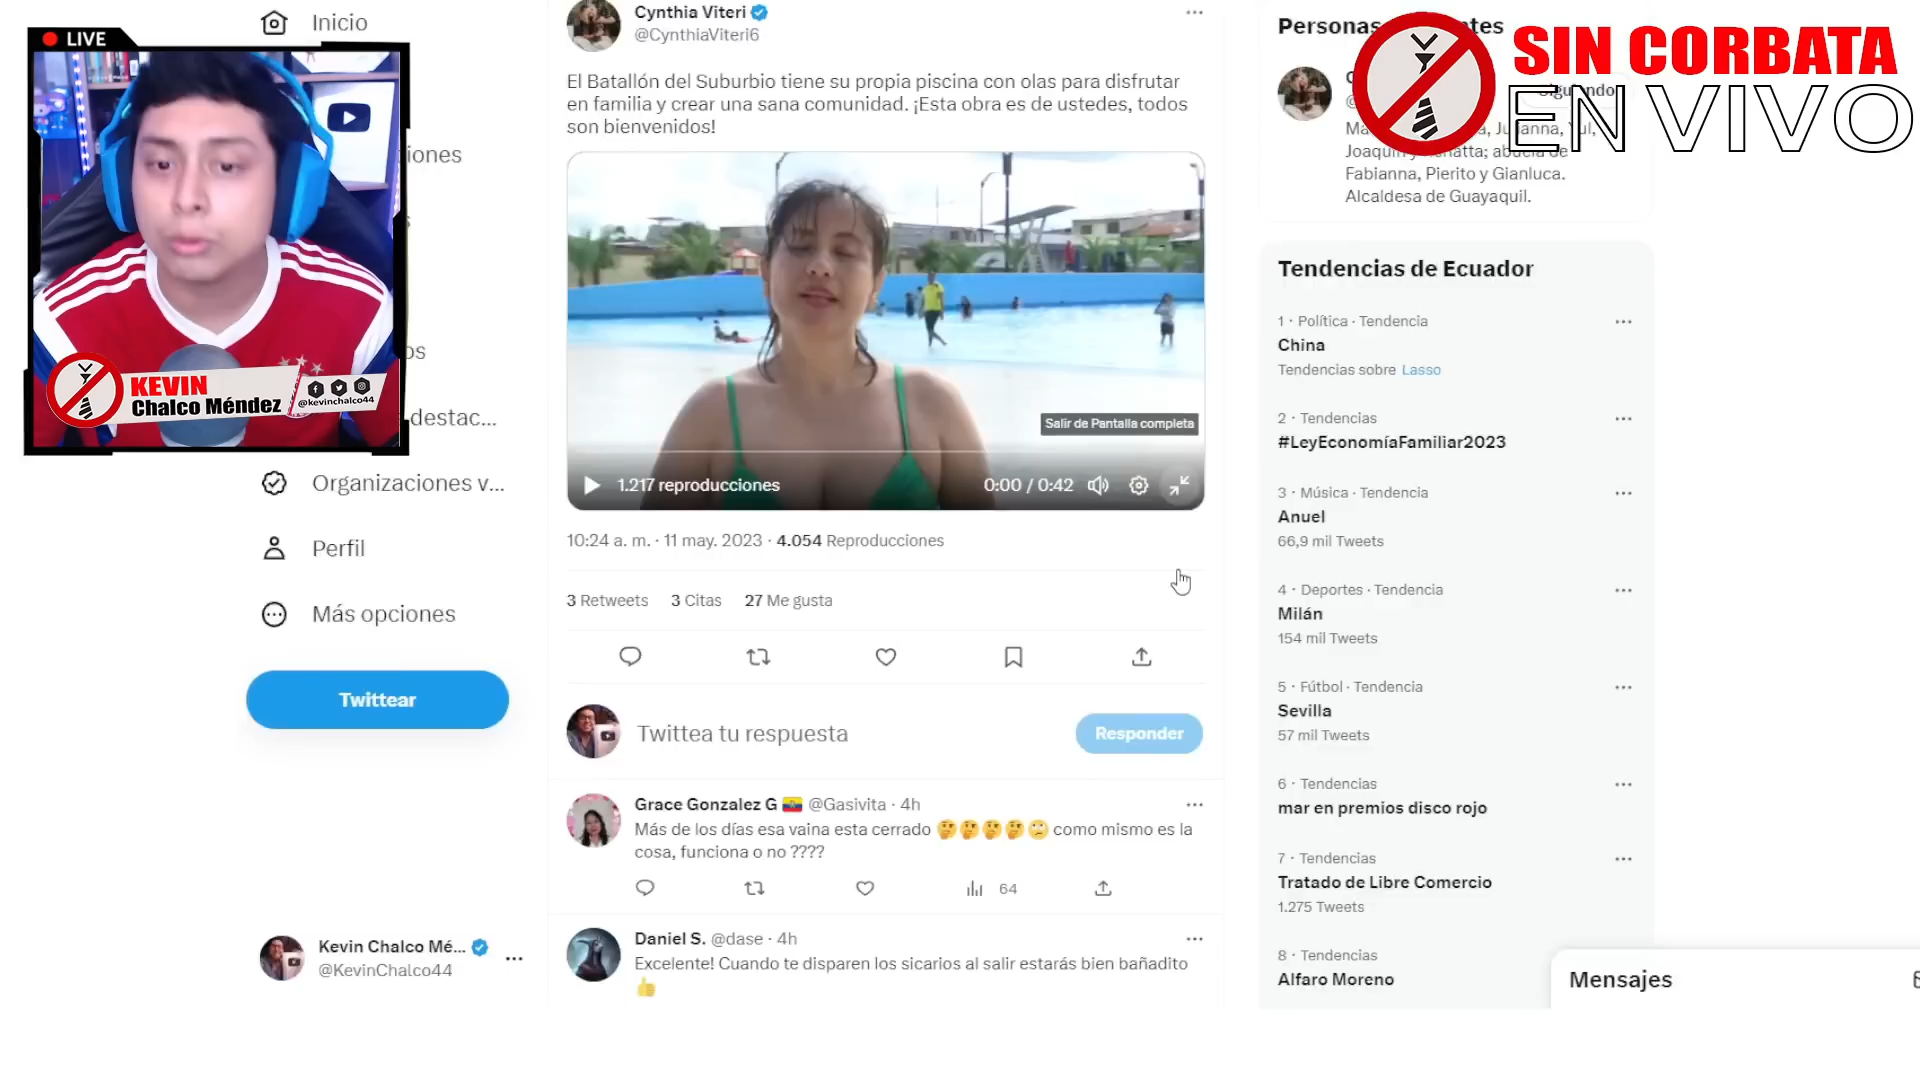 LIVE
KEVIN
Chalco Méndez
@kevinchalco44
Inicio
iones
os
destac...
Organizaciones v...
Perfil
Más opciones
Twittear
Kevin Chalco Mé...
@KevinChalco44
Cynthia Viteri
@CynthiaViteri6
El Batallón del Suburbio tiene su propia piscina con olas para disfrutar
en familia y crear una sana comunidad. ¡Esta obra es de ustedes, todos
son bienvenidos!
Salir de Pantalla completa
1.217 reproducciones
0:00 / 0:42
10:24 a. m. · 11 may. 2023 · 4.054 Reproducciones
3 Retweets 3 Citas 27 Me gusta
Twittea tu respuesta
Responder
Grace Gonzalez G 🇪🇨 @Gasivita · 4h
Más de los días esa vaina esta cerrado 🤔🤔🤔🤔🙄 como mismo es la
cosa, funciona o no ????
64
Daniel S. @dase · 4h
Excelente! Cuando te disparen los sicarios al salir estarás bien bañadito
👍
SIN CORBATA
EN VIVO
Personas
Siguiendo
Joaquín y
abuela de
Fabianna, Pierito y Gianluca.
Alcaldesa de Guayaquil.
Tendencias de Ecuador
1 · Política · Tendencia
China
Tendencias sobre Lasso
2 · Tendencias
#LeyEconomíaFamiliar2023
3 · Música · Tendencia
Anuel
66,9 mil Tweets
4 · Deportes · Tendencia
Milán
154 mil Tweets
5 · Fútbol · Tendencia
Sevilla
57 mil Tweets
6 · Tendencias
mar en premios disco rojo
7 · Tendencias
Tratado de Libre Comercio
1.275 Tweets
8 · Tendencias
Alfaro Moreno
Mensajes